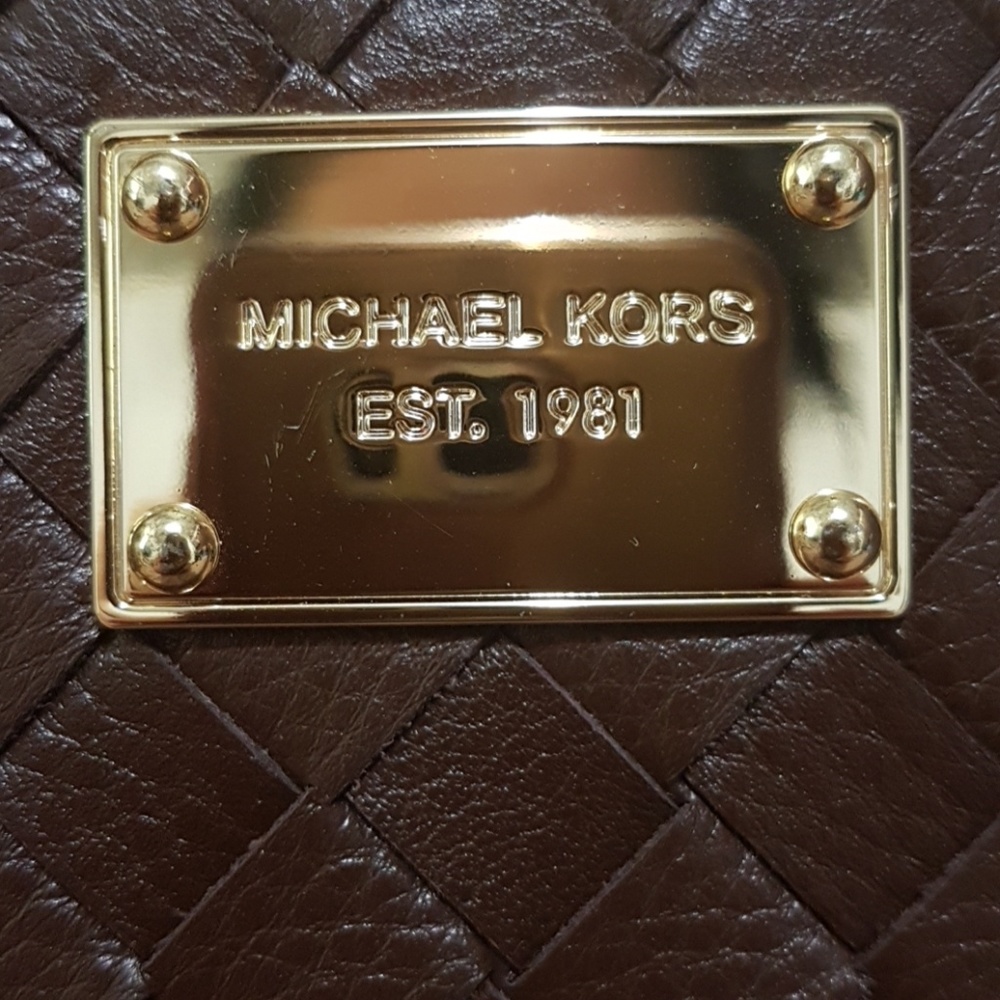 MICHAEL KORS
EST. 1981